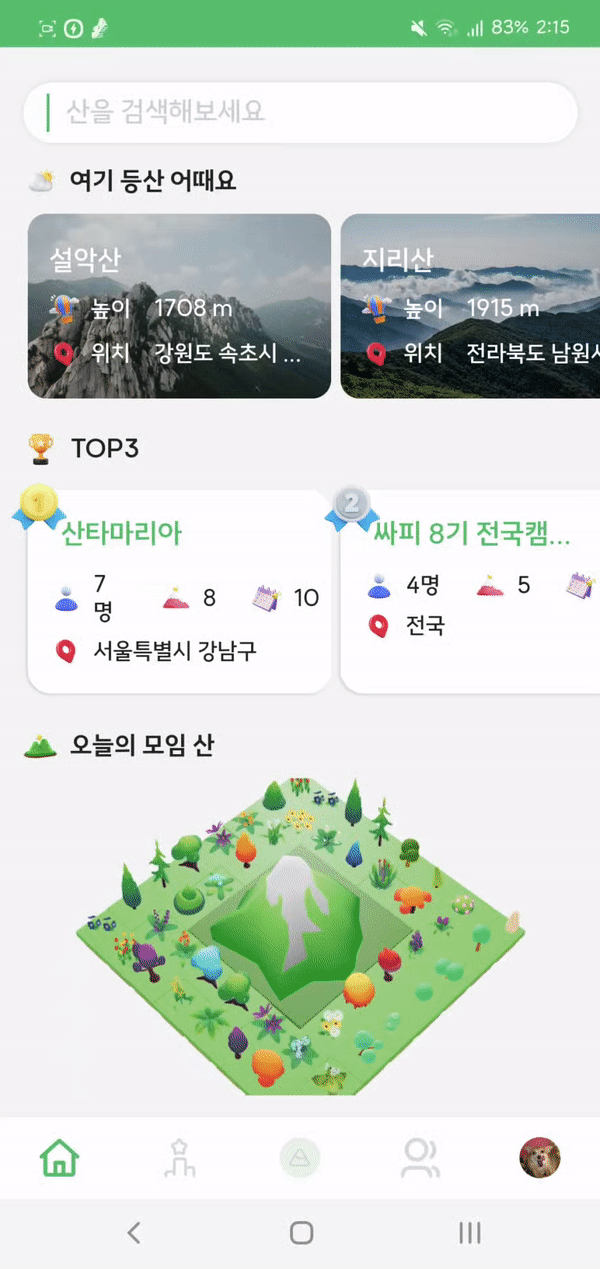 83% 2:15
산을 검색해보세요
여기 등산 어때요
설악산
높이 1708 m
위치 강원도 속초시 ...
지리산
높이 1915 m
위치 전라북도 남원시
TOP3
1
산타마리아
7
명
8
10
서울특별시 강남구
2
싸피 8기 전국캠...
4명
5
전국
오늘의 모임 산